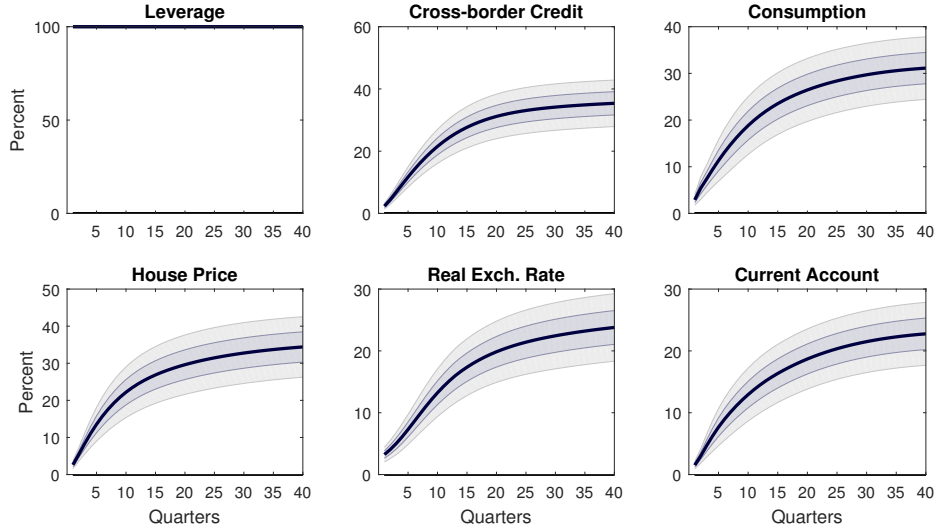 Leverage
Cross-border Credit
Consumption
Percent
100
50
0
5 10 15 20 25 30 35 40
60
40
20
0
5 10 15 20 25 30 35 40
40
30
20
10
0
5 10 15 20 25 30 35 40
House Price
Real Exch. Rate
Current Account
Percent
50
40
30
20
10
0
5 10 15 20 25 30 35 40
Quarters
30
20
10
0
5 10 15 20 25 30 35 40
Quarters
30
20
10
0
5 10 15 20 25 30 35 40
Quarters